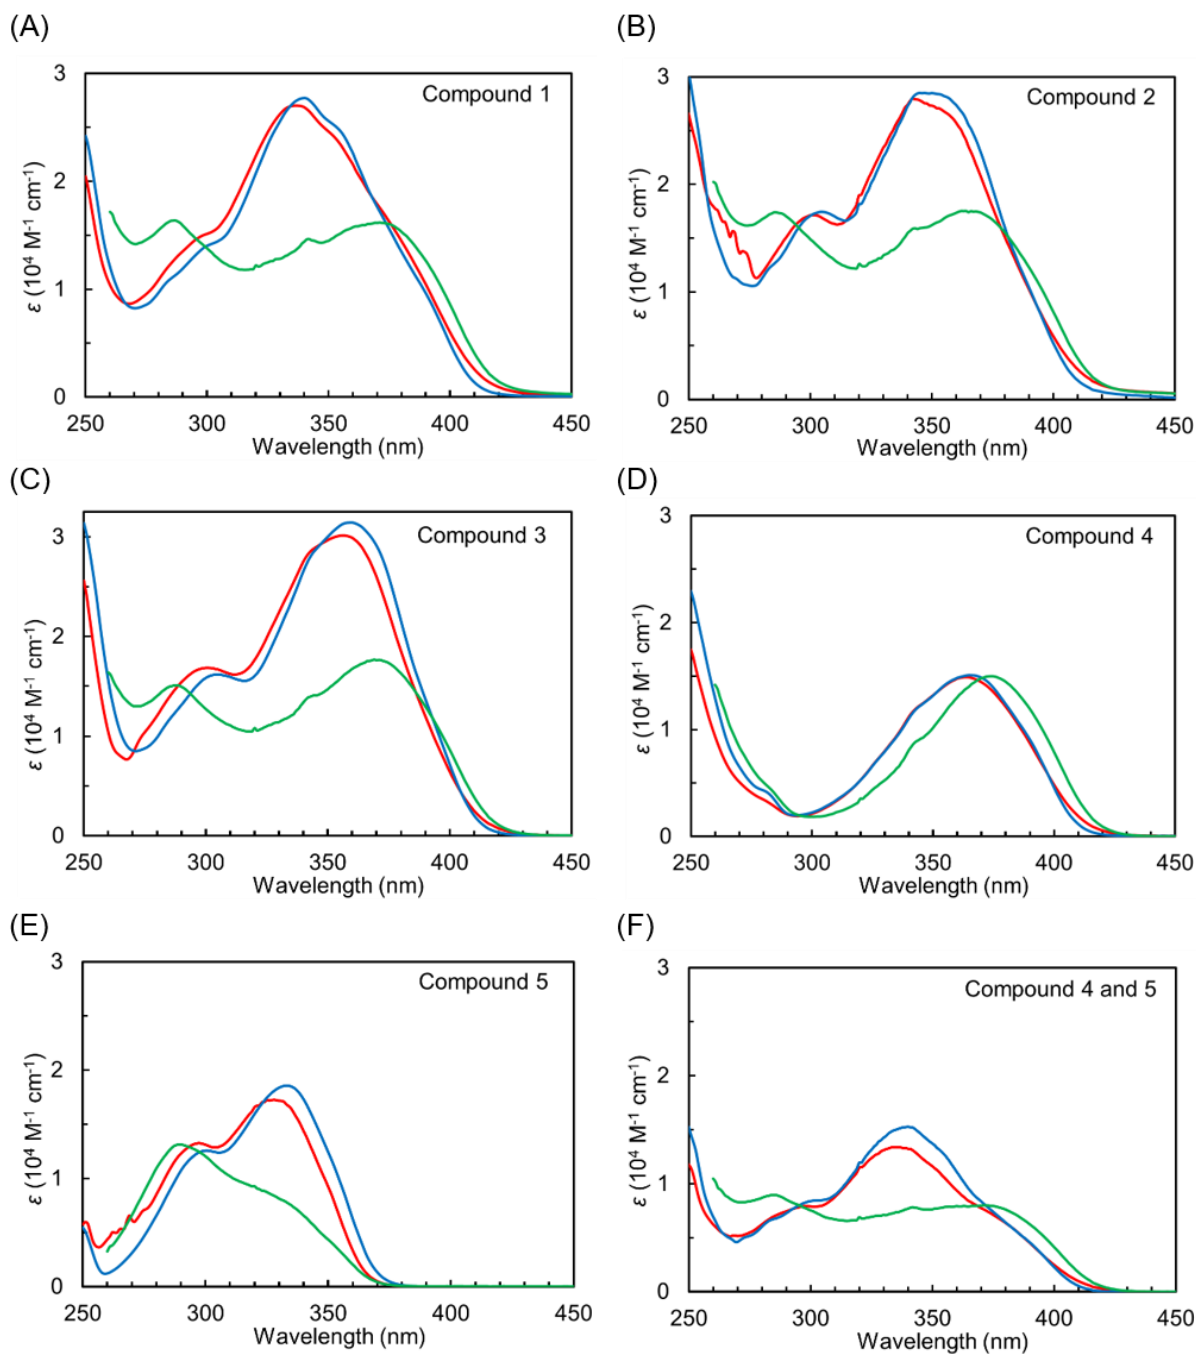 (A)
(B)
Compound 1
3
2
1
0
ε (10⁴ M⁻¹ cm⁻¹)
250 300 350 400 450
Wavelength (nm)
Compound 2
3
2
1
0
ε (10⁴ M⁻¹ cm⁻¹)
250 300 350 400 450
Wavelength (nm)
(C)
(D)
Compound 3
3
2
1
0
ε (10⁴ M⁻¹ cm⁻¹)
250 300 350 400 450
Wavelength (nm)
Compound 4
3
2
1
0
ε (10⁴ M⁻¹ cm⁻¹)
250 300 350 400 450
Wavelength (nm)
(E)
(F)
Compound 5
3
2
1
0
ε (10⁴ M⁻¹ cm⁻¹)
250 300 350 400 450
Wavelength (nm)
Compound 4 and 5
3
2
1
0
ε (10⁴ M⁻¹ cm⁻¹)
250 300 350 400 450
Wavelength (nm)